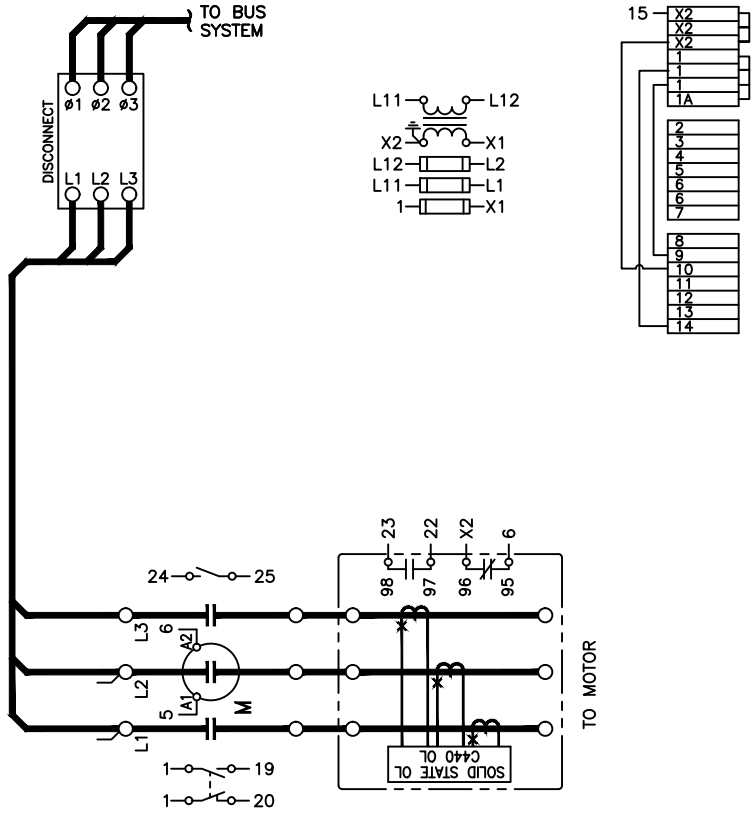 TO BUS
SYSTEM
ø1 ø2 ø3
DISCONNECT
L1 L2 L3
L11 L12
X2 X1
L12 L2
L11 L1
1 X1
15 X2
X2
X2
1
1
1
1A
2
3
4
5
6
6
7
8
9
10
11
12
13
14
23 22 X2 6
98 97 96 95
24 25
L3 6
A2
L2
A1
5
M
L1
1 19
1 20
SOLID STATE OL
C440 OL
TO MOTOR